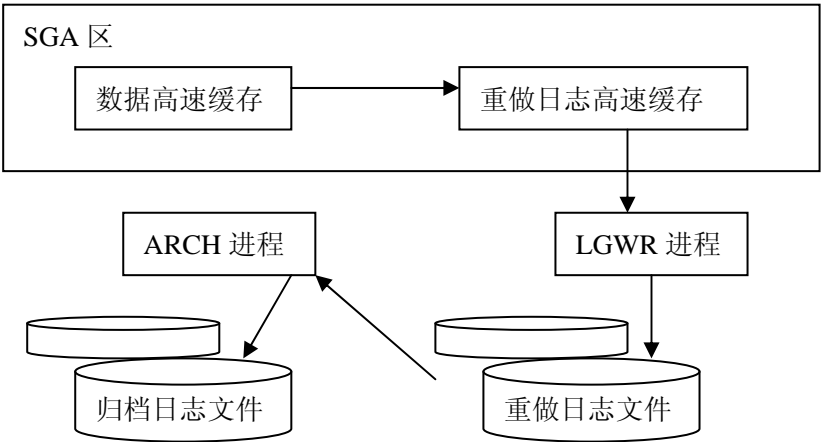 SGA 区
数据高速缓存
重做日志高速缓存
ARCH 进程
LGWR 进程
归档日志文件
重做日志文件